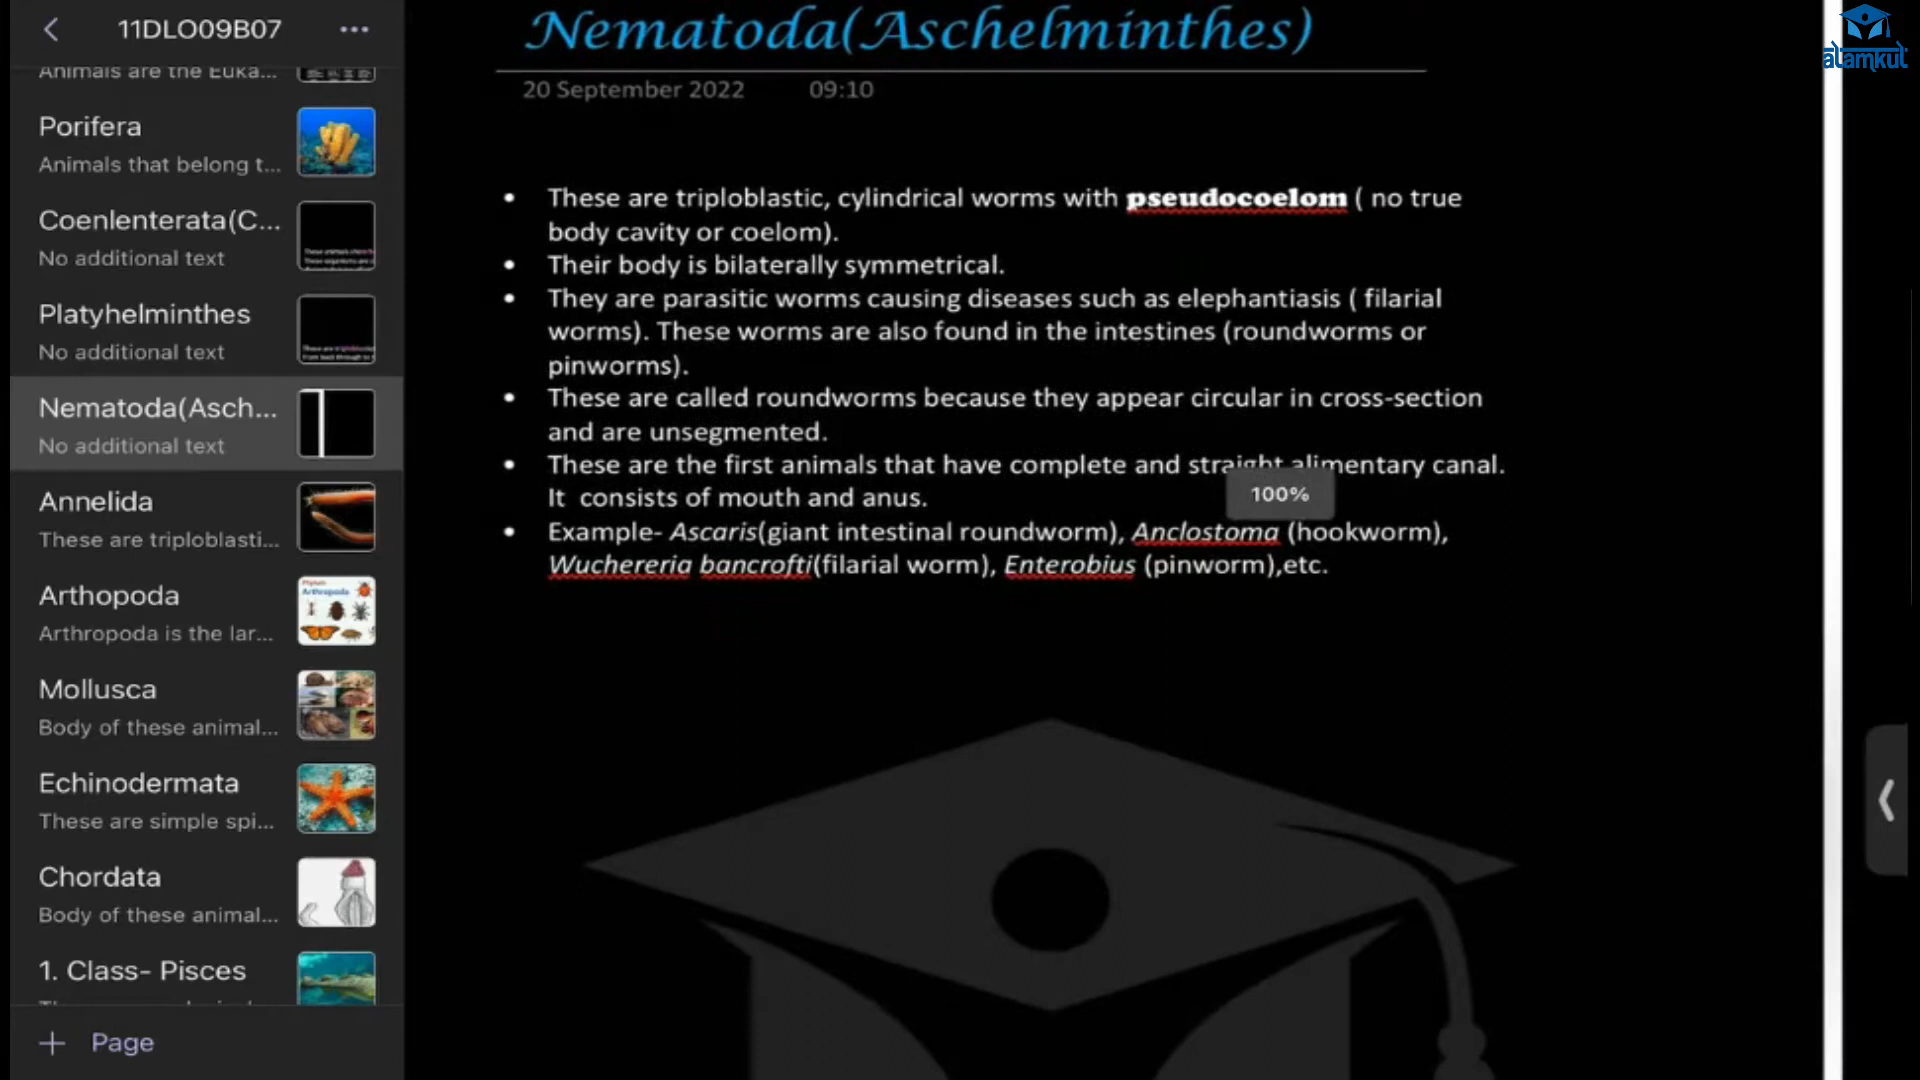 11DLO09B07
Animals are the Euka...
Porifera
Animals that belong t...
Coenlenterata(C...
No additional text
Platyhelminthes
No additional text
Nematoda(Asch...
No additional text
Annelida
These are triploblasti...
Arthopoda
Arthropoda is the lar...
Mollusca
Body of these animal...
Echinodermata
These are simple spi...
Chordata
Body of these animal...
1. Class- Pisces
Page
Nematoda(Aschelminthes)
20 September 2022 09:10
• These are triploblastic, cylindrical worms with pseudocoelom ( no true
body cavity or coelom).
• Their body is bilaterally symmetrical.
• They are parasitic worms causing diseases such as elephantiasis ( filarial
worms). These worms are also found in the intestines (roundworms or
pinworms).
• These are called roundworms because they appear circular in cross-section
and are unsegmented.
• These are the first animals that have complete and straight alimentary canal.
It consists of mouth and anus.
100%
• Example- Ascaris(giant intestinal roundworm), Anclostoma (hookworm),
Wuchereria bancrofti(filarial worm), Enterobius (pinworm),etc.
alamkut